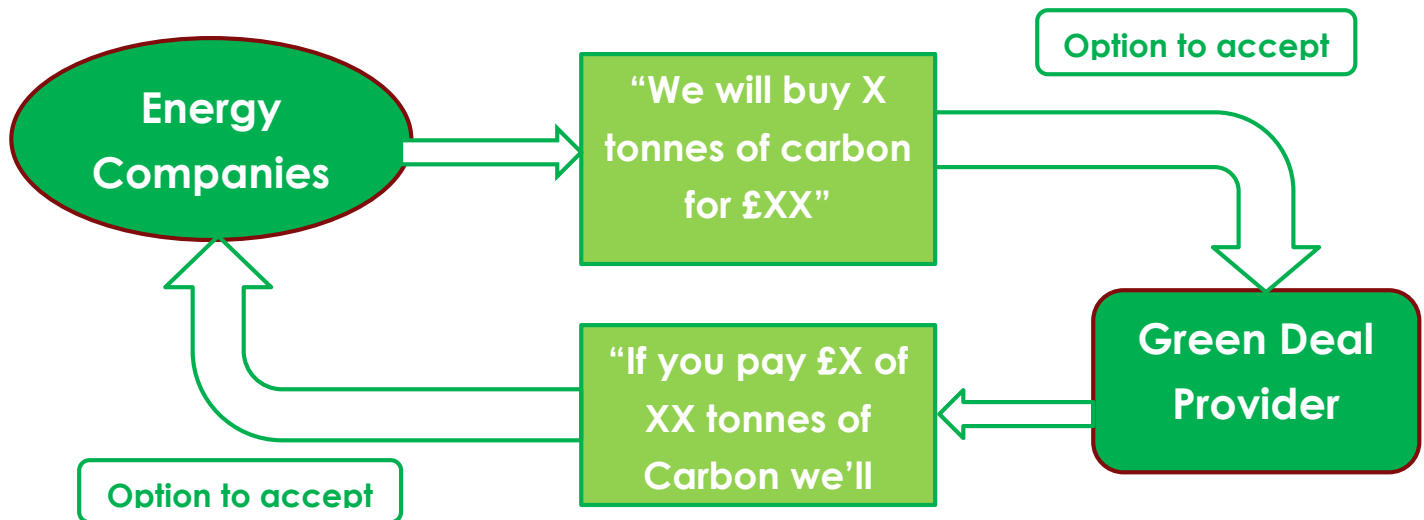 Option to accept
Energy
Companies
“We will buy X
tonnes of carbon
for £XX”
Green Deal
Provider
“If you pay £X of
XX tonnes of
Carbon we’ll
Option to accept